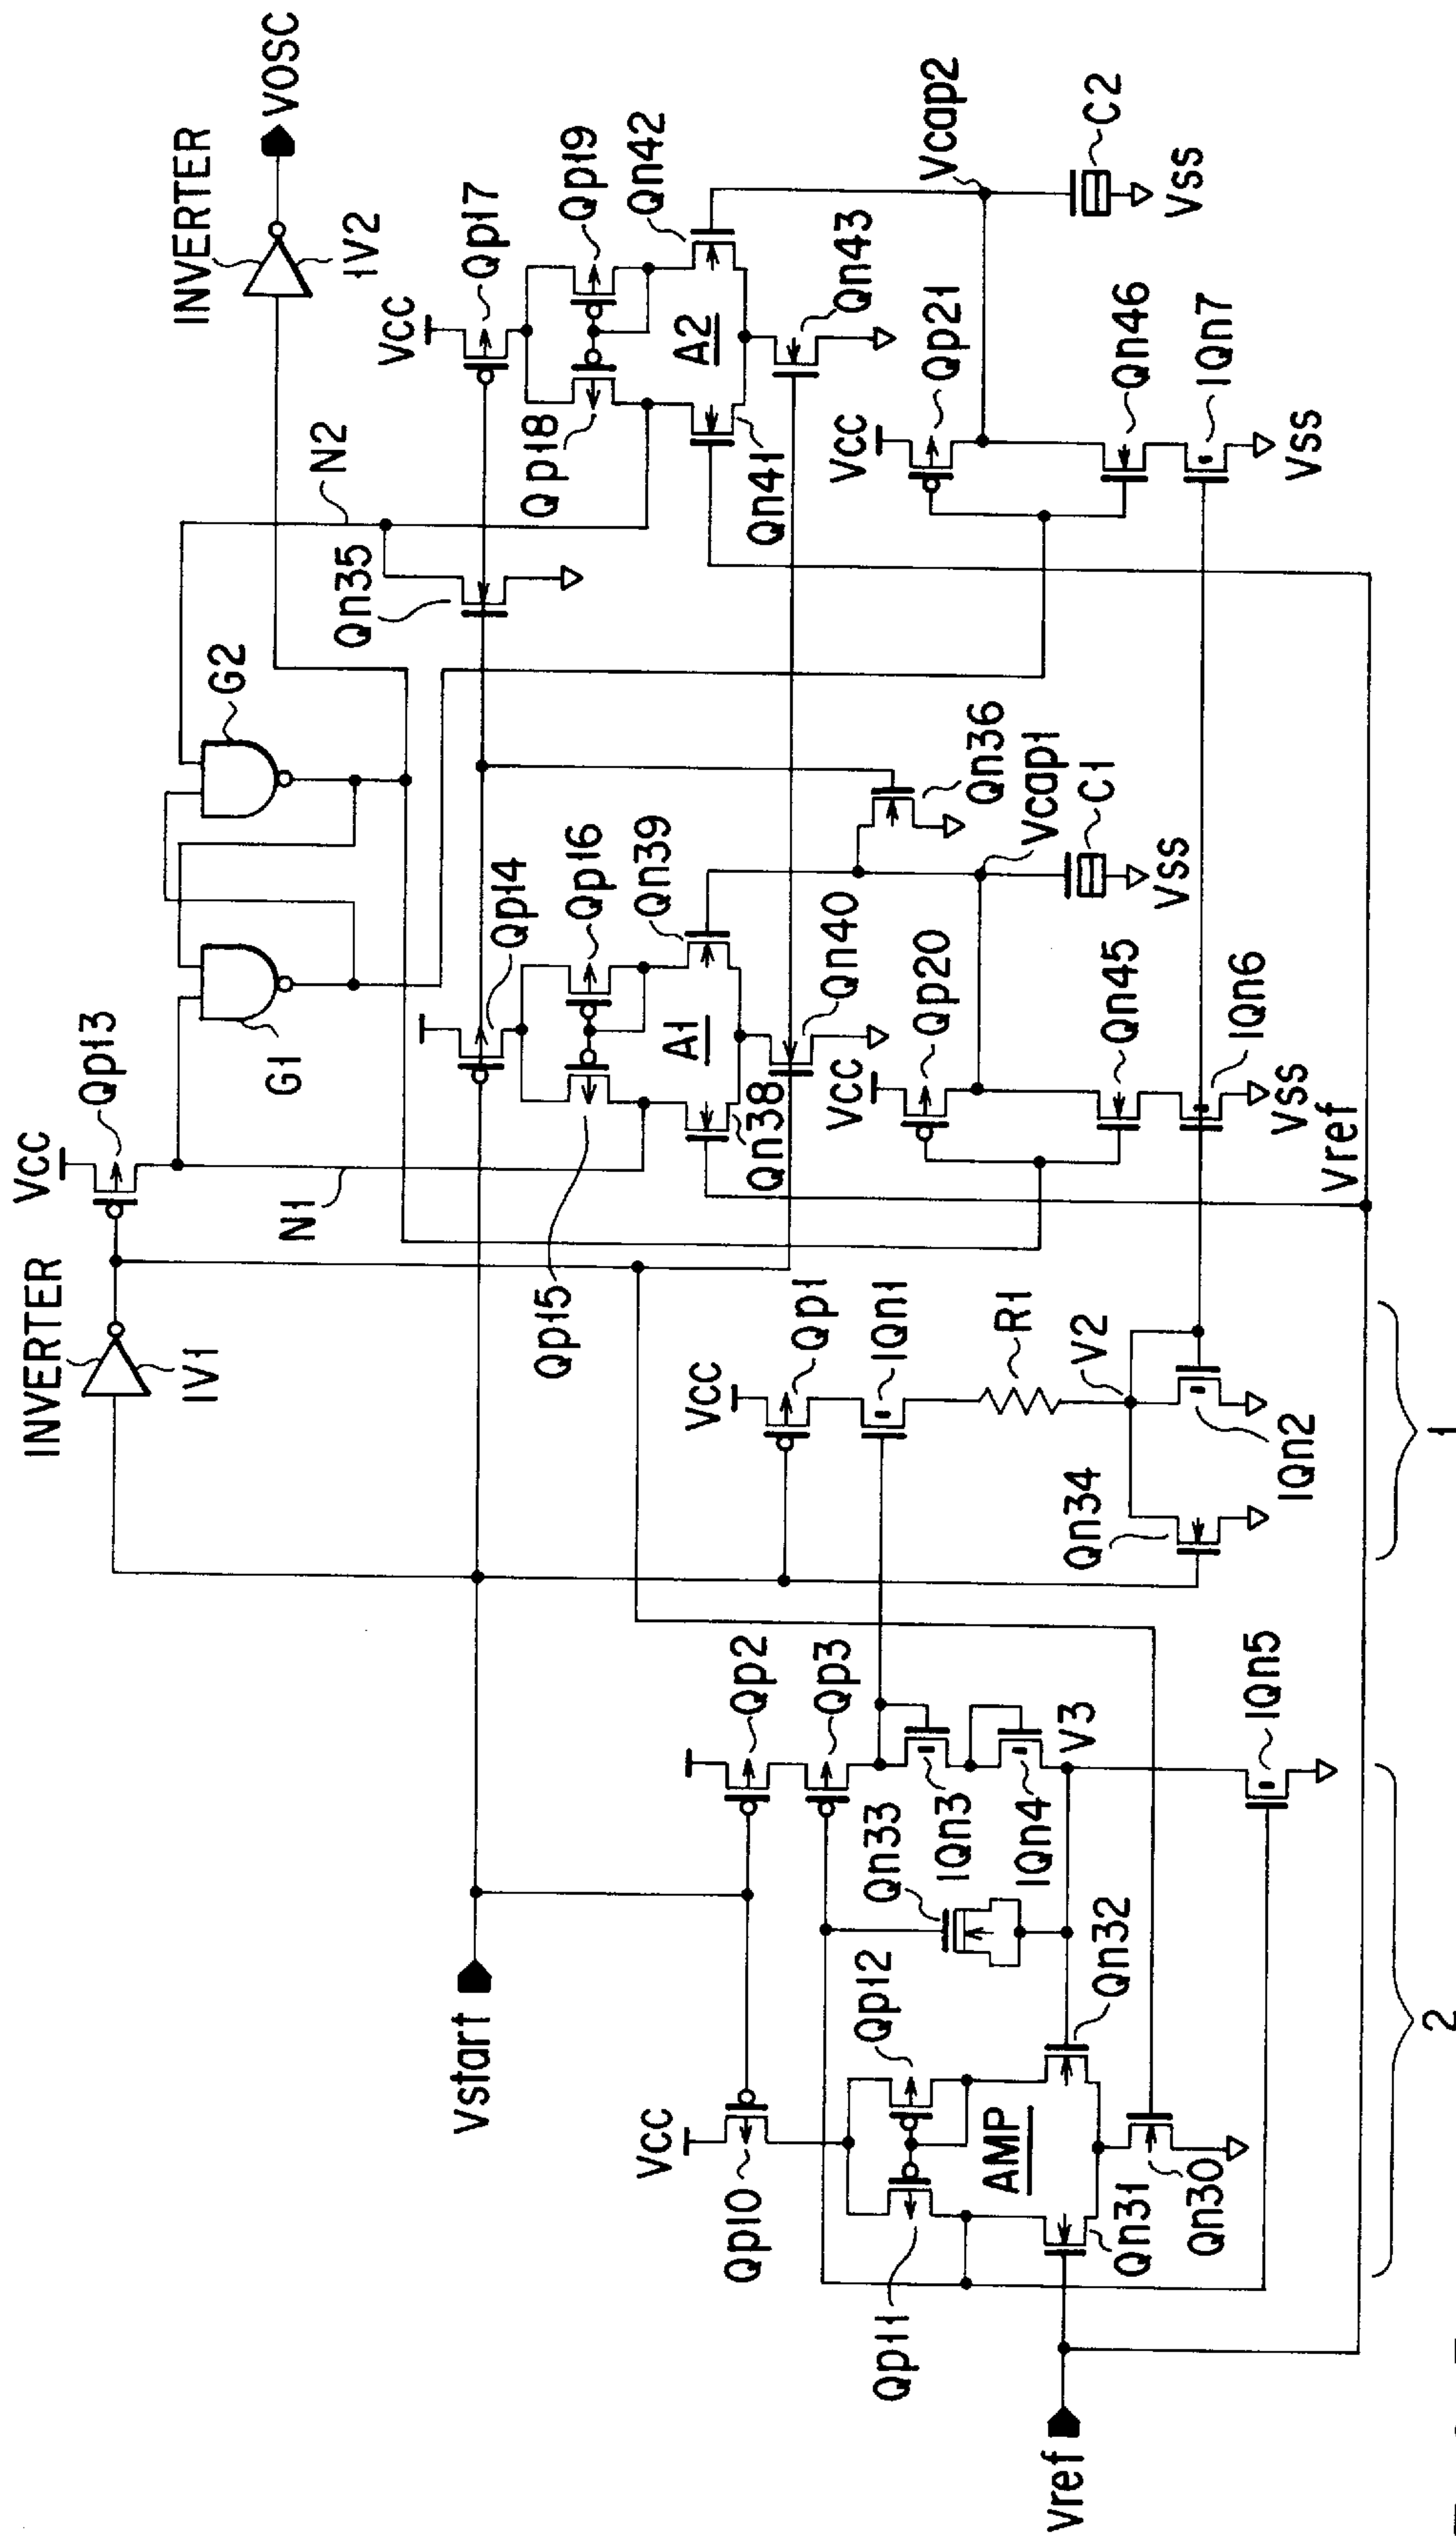 INVERTER
IV1
VCC
Qp13
N1
G1
G2
N2
INVERTER
IV2
VOSC
Vstart
Qp14
Qp15
Qp16
A1
Qn38
Qn39
Qn40
Qn35
VCC
Qp17
Qp18
Qp19
A2
Qn41
Qn42
Qn43
VCC
Qp10
Qp11
Qp12
AMP
Qn31
Qn32
Qn30
Qn33
Qp2
Qp3
IQn3
IQn4
V3
IQn5
VCC
Qp1
IQn1
R1
V2
Qn34
IQn2
VCC
Qp20
Qn45
IQn6
Vss
Qn36
Vcap1
C1
Vss
VCC
Qp21
Qn46
IQn7
Vss
Vcap2
C2
Vss
Vref
Vref
2
1